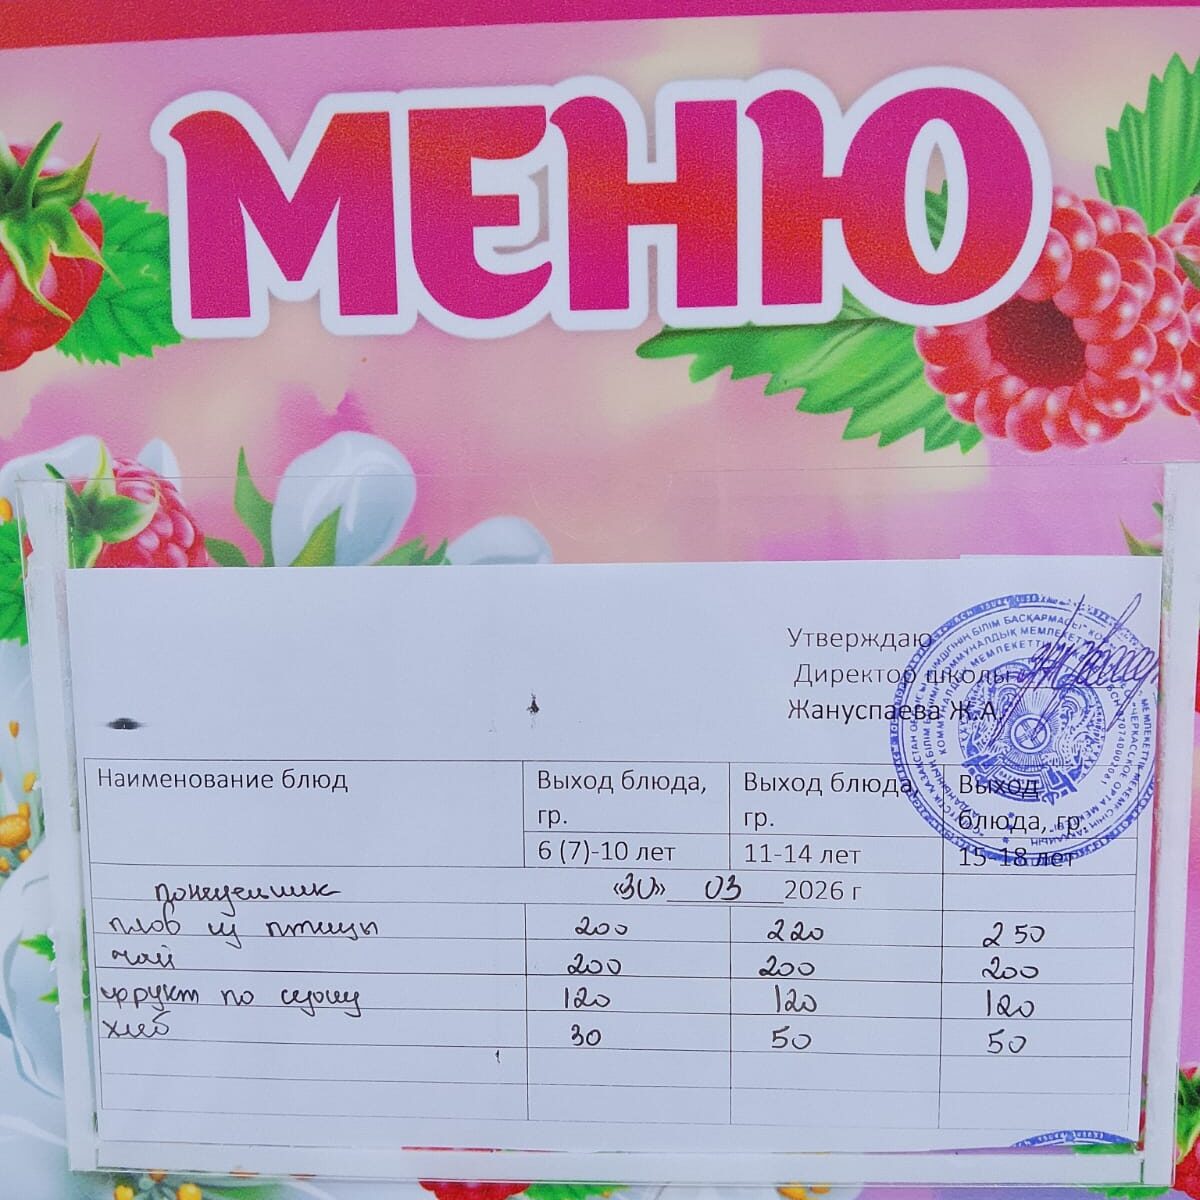 МЕНЮ
Утверждаю
Директор школы
Жануспаева Ж.А.
Наименование блюд Выход блюда, гр. Выход блюда, гр. Выход блюда, гр.
6 (7)-10 лет 11-14 лет 15-18 лет
понедельник «30» 03 2026 г
плов из птицы 200 220 250
чай 200 200 200
фрукт по сезону 120 120 120
хлеб 30 50 50